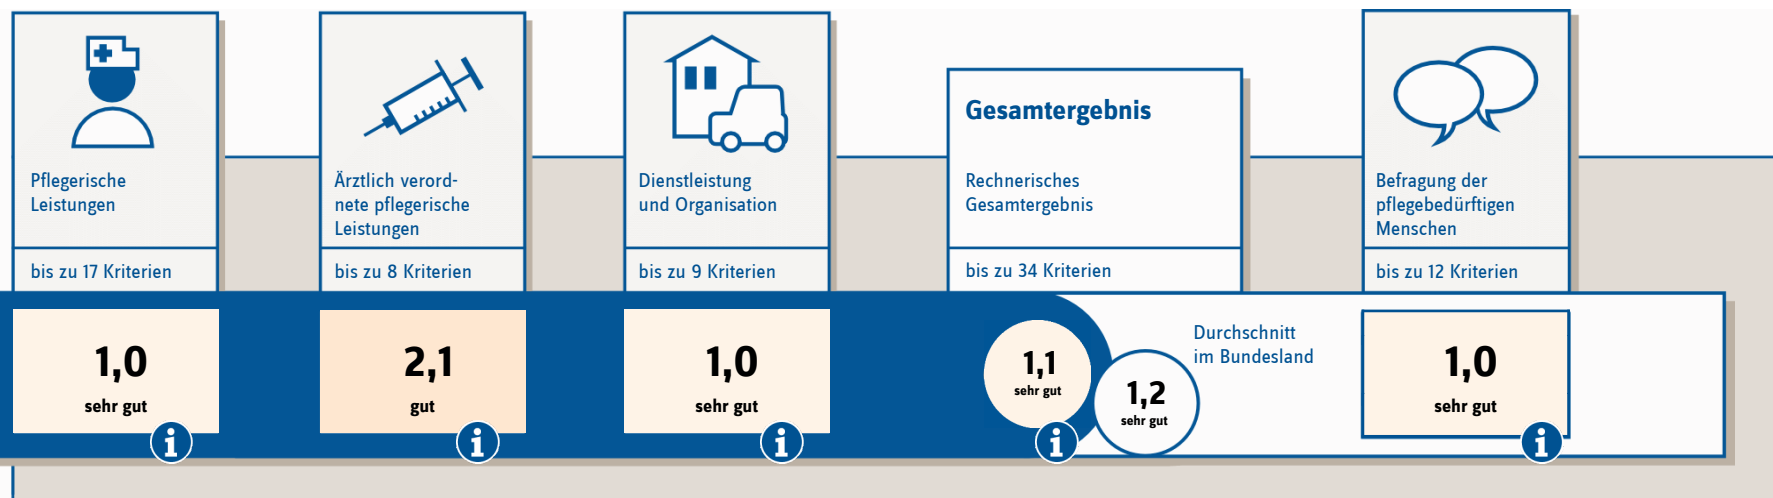 Pflegerische
Leistungen
bis zu 17 Kriterien
1,0
sehr gut
i
Ärztlich verord-
nete pflegerische
Leistungen
bis zu 8 Kriterien
2,1
gut
i
Dienstleistung
und Organisation
bis zu 9 Kriterien
1,0
sehr gut
i
Gesamtergebnis
Rechnerisches
Gesamtergebnis
bis zu 34 Kriterien
1,1
sehr gut
i
1,2
sehr gut
Durchschnitt
im Bundesland
Befragung der
pflegebedürftigen
Menschen
bis zu 12 Kriterien
1,0
sehr gut
i